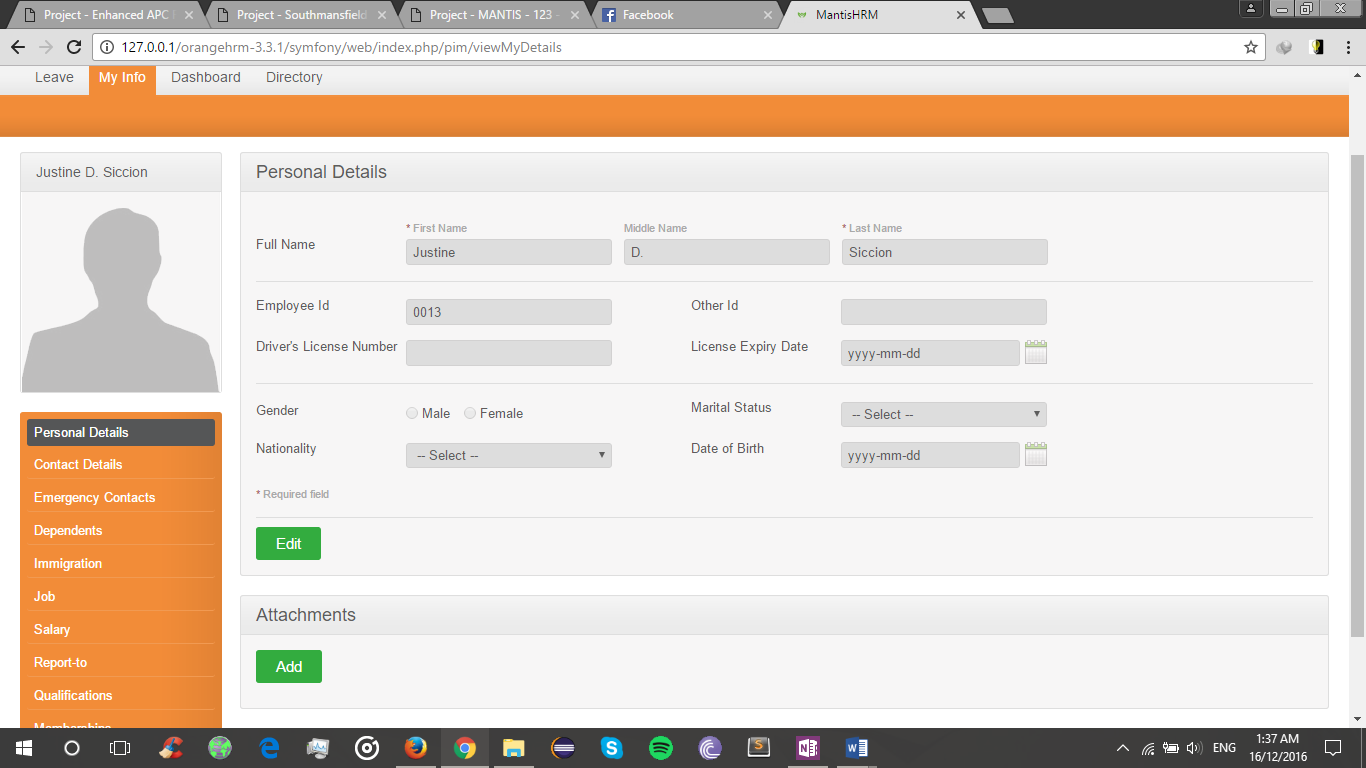 Project - Enhanced APC
Project - Southmansfield
Project - MANTIS - 123 -
Facebook
MantisHRM
127.0.0.1/orangehrm-3.3.1/symfony/web/index.php/pim/viewMyDetails
Leave My Info Dashboard Directory
Justine D. Siccion
Personal Details
* First Name Middle Name * Last Name
Full Name Justine D. Siccion
Employee Id 0013 Other Id
Driver's License Number License Expiry Date yyyy-mm-dd
Gender Male Female Marital Status -- Select --
Nationality -- Select -- Date of Birth yyyy-mm-dd
* Required field
Edit
Attachments
Add
Personal Details
Contact Details
Emergency Contacts
Dependents
Immigration
Job
Salary
Report-to
Qualifications
Memberships
ENG
1:37 AM
16/12/2016